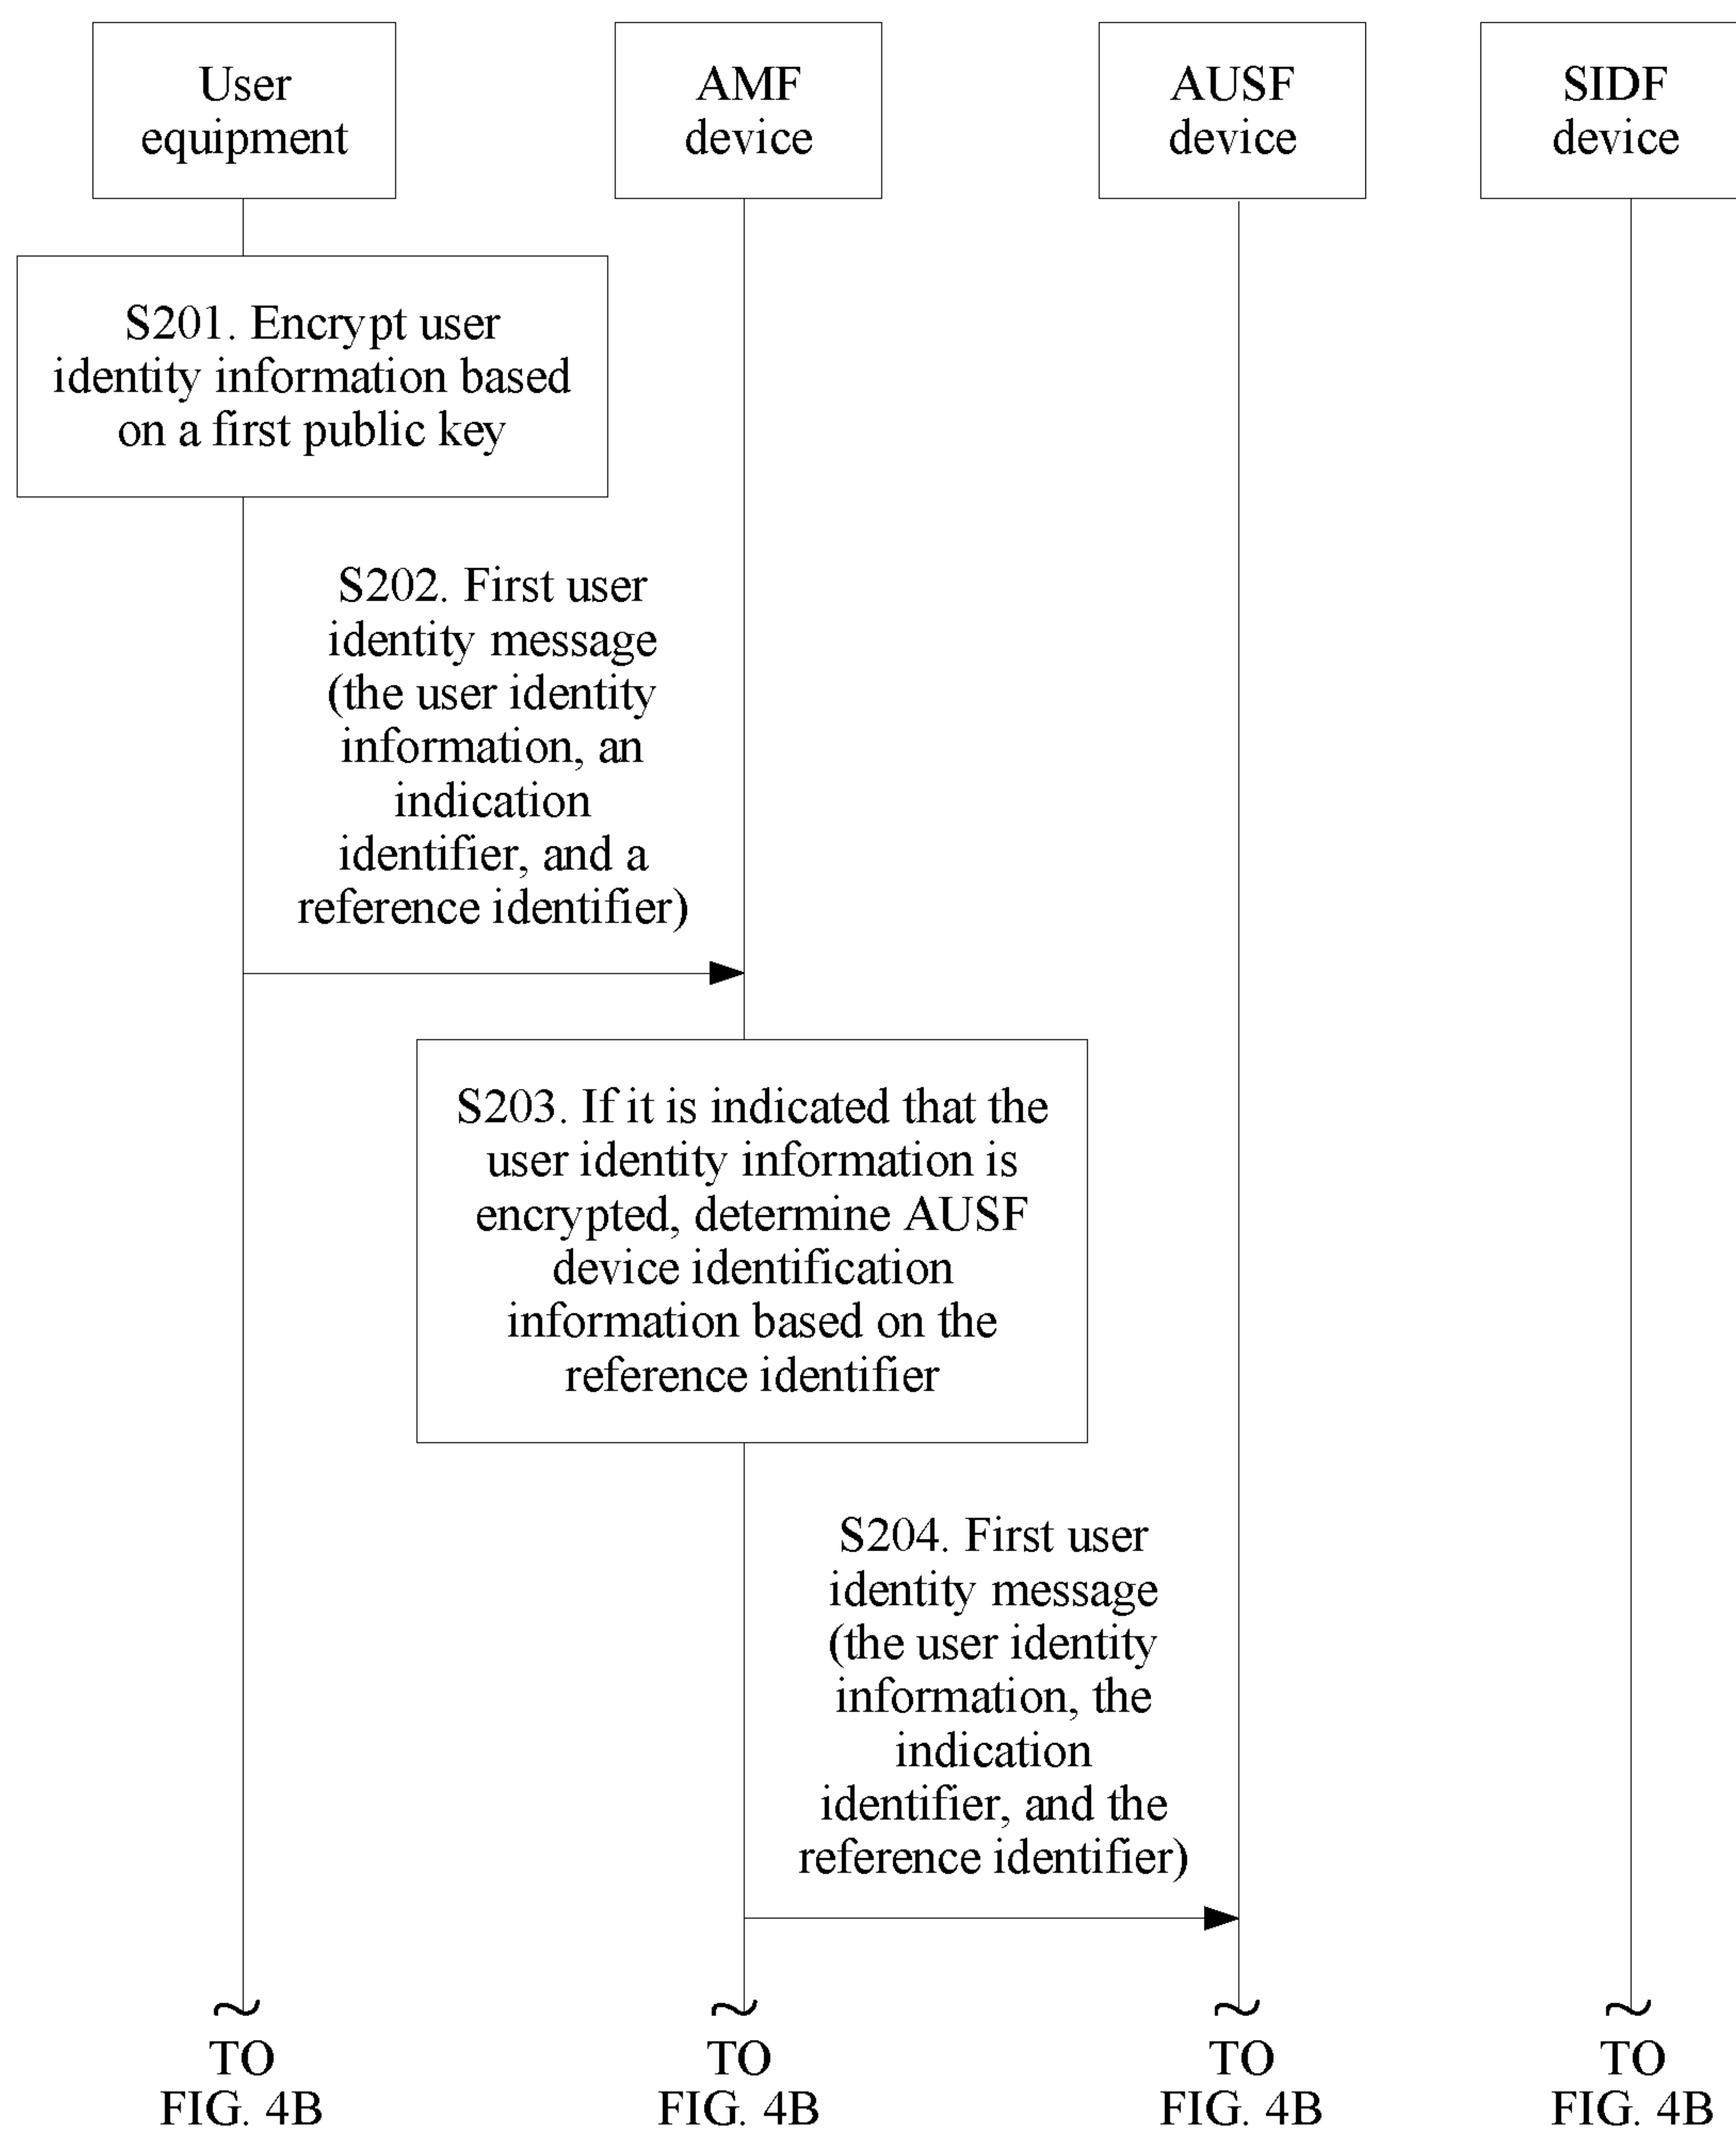 User
equipment
AMF
device
AUSF
device
SIDF
device
S201. Encrypt user
identity information based
on a first public key
S202. First user
identity message
(the user identity
information, an
indication
identifier, and a
reference identifier)
S203. If it is indicated that the
user identity information is
encrypted, determine AUSF
device identification
information based on the
reference identifier
S204. First user
identity message
(the user identity
information, the
indication
identifier, and the
reference identifier)
TO
FIG. 4B
TO
FIG. 4B
TO
FIG. 4B
TO
FIG. 4B